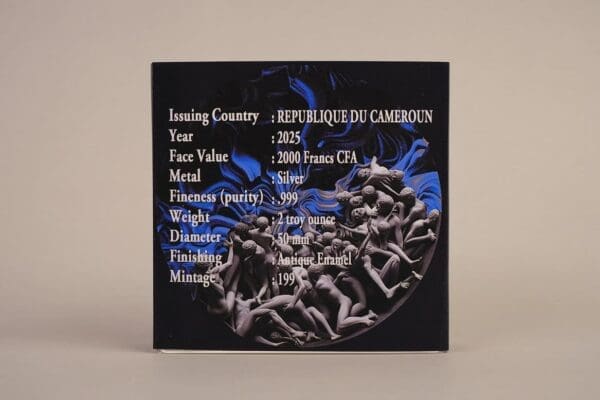 Issuing Country : REPUBLIQUE DU CAMEROUN
Year : 2025
Face Value : 2000 Francs CFA
Metal : Silver
Fineness (purity) : .999
Weight : 2 troy ounce
Diameter : 50 mm
Finishing : Antique Enamel
Mintage : 199